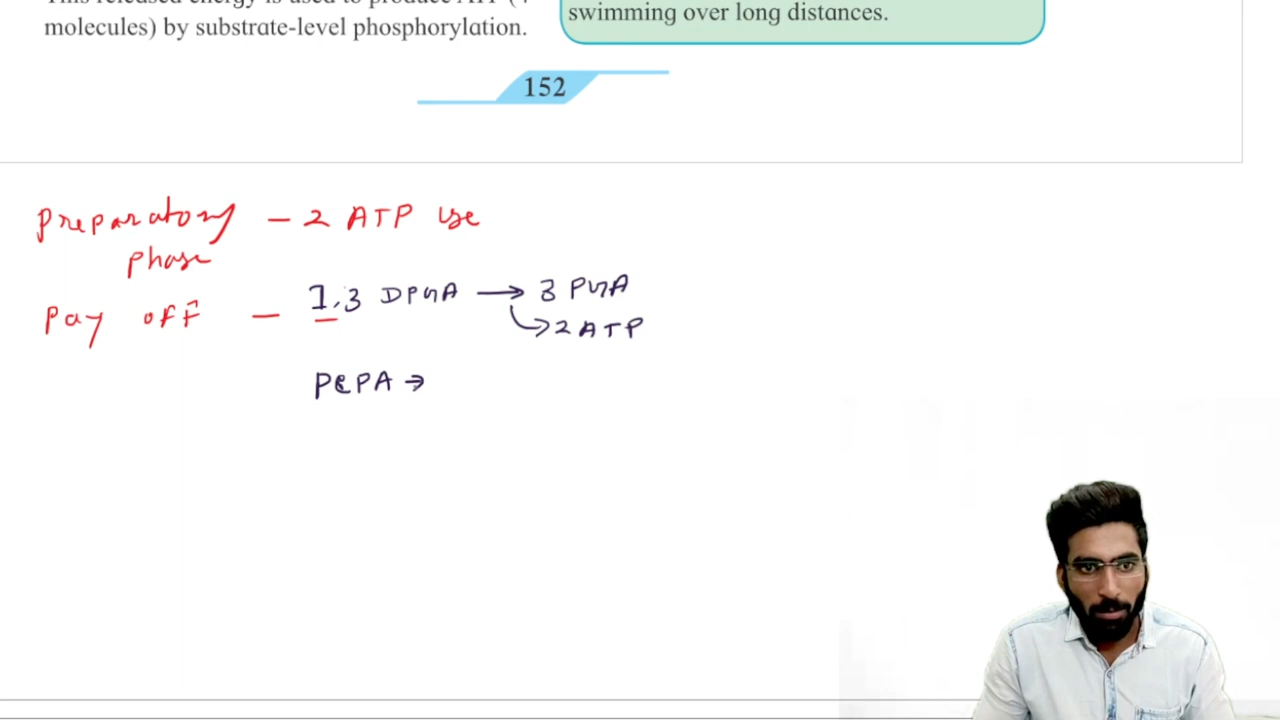 molecules) by substrate-level phosphorylation.
swimming over long distances.
152
Preparatory - 2 ATP use
phase
Pay off - 1.3 DPGA → 3 PGA
→ 2 ATP
PEPA →